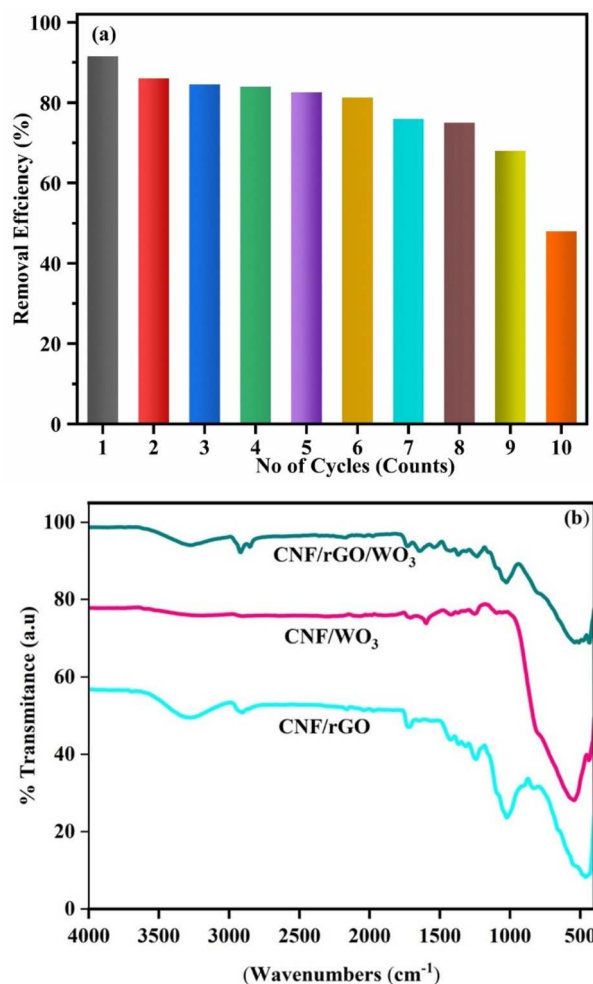 (a)
Removal Effciency (%)
100
80
60
40
20
0
1 2 3 4 5 6 7 8 9 10
No of Cycles (Counts)
(b)
% Transmitance (a.u)
100
80
60
40
20
0
CNF/rGO/WO₃
CNF/WO₃
CNF/rGO
4000 3500 3000 2500 2000 1500 1000 500
(Wavenumbers (cm⁻¹)